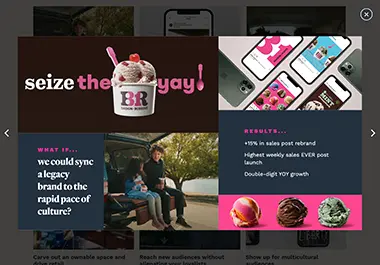 seize the yay!
BR
WHAT IF...
we could sync
a legacy
brand to the
rapid pace of
culture?
RESULTS...
+15% in sales post rebrand
Highest weekly sales EVER post
launch
Double-digit YOY growth
Carve out an ownable space and
drive retail
Reach new audiences without
alienating your loyalists
Show up for multicultural
audiences